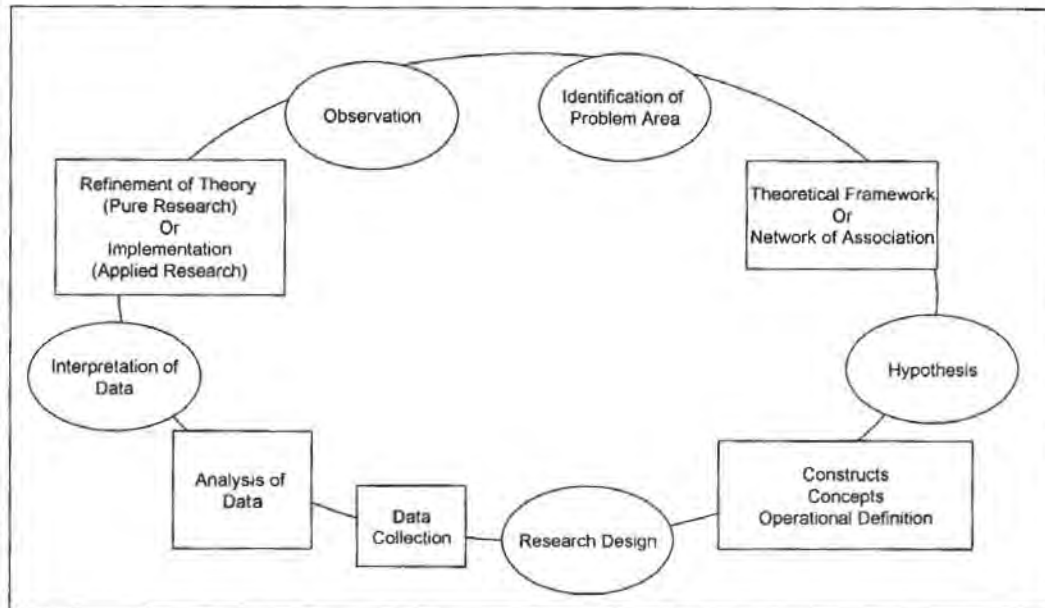 Observation
Identification of
Problem Area
Refinement of Theory
(Pure Research)
Or
Implementation
(Applied Research)
Theoretical Framework
Or
Network of Association
Interpretation of
Data
Hypothesis
Analysis of
Data
Data
Collection
Research Design
Constructs
Concepts
Operational Definition